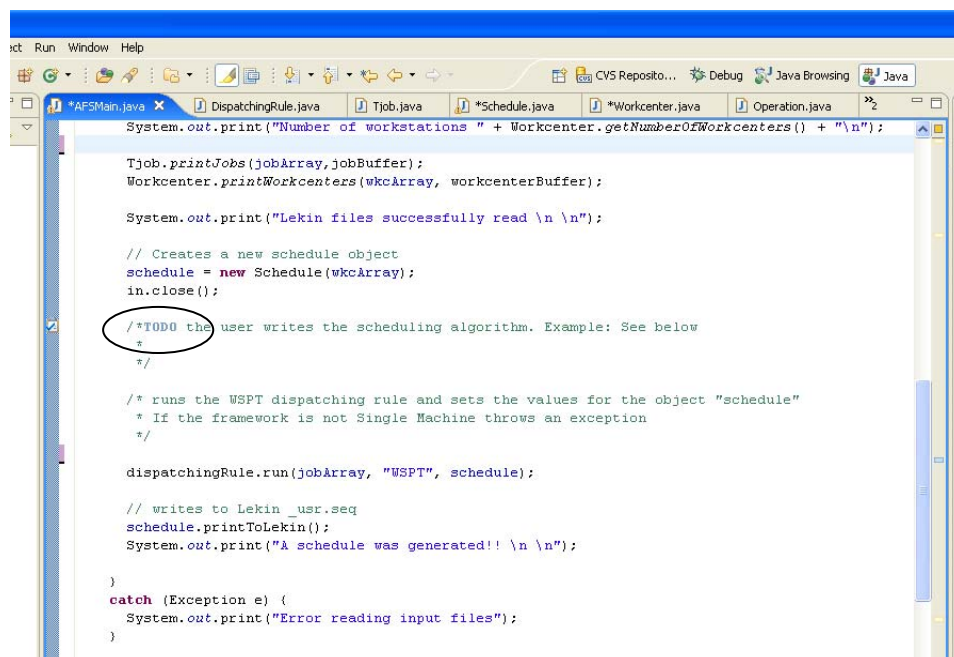 ect Run Window Help
CVS Reposito... Debug Java Browsing Java
*AFSMain.java DispatchingRule.java Tjob.java *Schedule.java *Workcenter.java Operation.java »2
System.out.print("Number of workstations " + Workcenter.getNumberOfWorkcenters() + "\n");
Tjob.printJobs(jobArray,jobBuffer);
Workcenter.printWorkcenters(wkcArray, workcenterBuffer);
System.out.print("Lekin files successfully read \n \n");
// Creates a new schedule object
schedule = new Schedule(wkcArray);
in.close();
/*TODO the user writes the scheduling algorithm. Example: See below
*
*/
/* runs the WSPT dispatching rule and sets the values for the object "schedule"
* If the framework is not Single Machine throws an exception
*/
dispatchingRule.run(jobArray, "WSPT", schedule);
// writes to Lekin _usr.seq
schedule.printToLekin();
System.out.print("A schedule was generated!! \n \n");
}
catch (Exception e) {
System.out.print("Error reading input files");
}